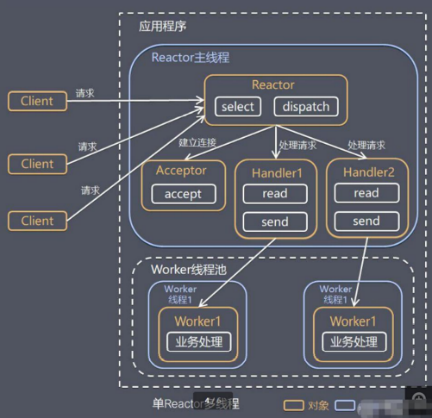 应用程序
Reactor主线程
Reactor
select
dispatch
Client
请求
Client
请求
Client
请求
建立连接
处理请求
处理请求
Acceptor
accept
Handler1
read
send
Handler2
read
send
Worker线程池
Worker
线程1
Worker1
业务处理
Worker
线程1
Worker1
业务处理
单Reactor多线程
对象